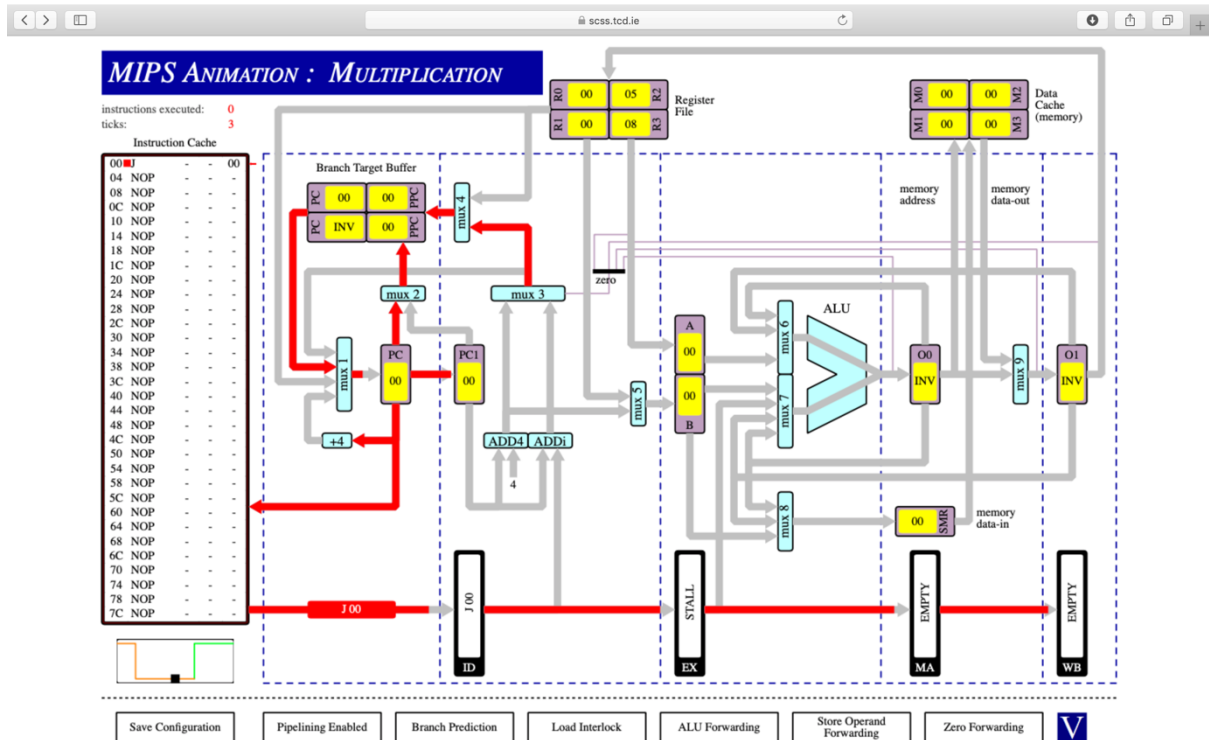 scss.tcd.ie
MIPS ANIMATION : MULTIPLICATION
instructions executed: 0
ticks: 3
Instruction Cache
00 J - - 00
04 NOP - - -
08 NOP - - -
0C NOP - - -
10 NOP - - -
14 NOP - - -
18 NOP - - -
1C NOP - - -
20 NOP - - -
24 NOP - - -
28 NOP - - -
2C NOP - - -
30 NOP - - -
34 NOP - - -
38 NOP - - -
3C NOP - - -
40 NOP - - -
44 NOP - - -
48 NOP - - -
4C NOP - - -
50 NOP - - -
54 NOP - - -
58 NOP - - -
5C NOP - - -
60 NOP - - -
64 NOP - - -
68 NOP - - -
6C NOP - - -
70 NOP - - -
74 NOP - - -
78 NOP - - -
7C NOP - - -
R0 00 05 R2
R1 00 08 R3
Register
File
M0 00 00 M2
M1 00 00 M3
Data
Cache
(memory)
Branch Target Buffer
PC 00 00 PPC
PC INV 00 PPC
mux 4
memory
address
memory
data-out
zero
mux 2
mux 3
mux 1
PC
00
PC1
00
+4
ADD4
ADDi
4
mux 5
A
00
00
B
mux 6
mux 7
ALU
O0
INV
mux 9
O1
INV
mux 8
00 SMR
memory
data-in
J 00
J 00
ID
STALL
EX
EMPTY
MA
EMPTY
WB
Save Configuration
Pipelining Enabled
Branch Prediction
Load Interlock
ALU Forwarding
Store Operand
Forwarding
Zero Forwarding
V